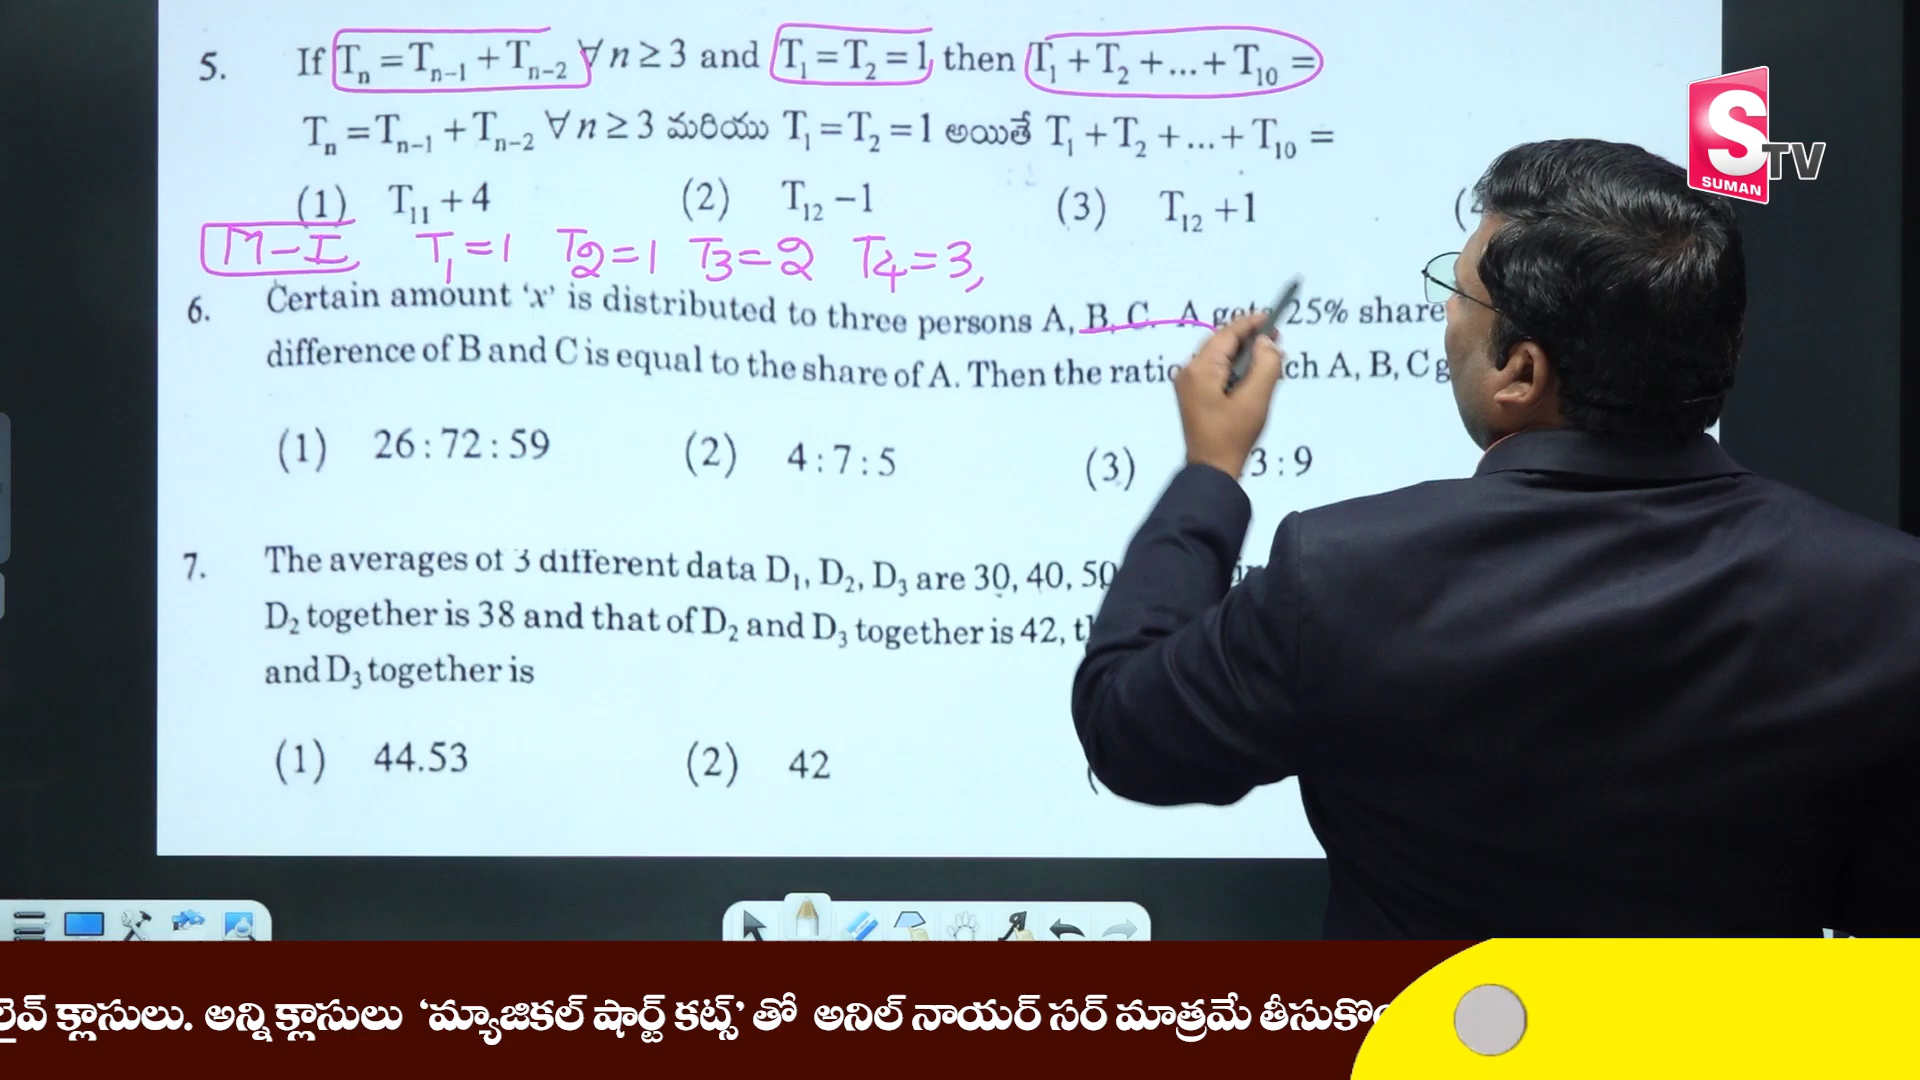 5. If Tₙ = Tₙ₋₁ + Tₙ₋₂ ∀ n ≥ 3 and T₁ = T₂ = 1, then T₁ + T₂ + ... + T₁₀ =
Tₙ = Tₙ₋₁ + Tₙ₋₂ ∀ n ≥ 3 మరియు T₁ = T₂ = 1 అయితే T₁ + T₂ + ... + T₁₀ =
(1) T₁₁ + 4 (2) T₁₂ − 1 (3) T₁₂ + 1
M-I T₁=1 T₂=1 T₃=2 T₄=3,
6. Certain amount ‘x’ is distributed to three persons A, B, C. A gets 25% share
difference of B and C is equal to the share of A. Then the ratio A, B, C
(1) 26 : 72 : 59 (2) 4 : 7 : 5 (3) 3 : 9
7. The averages of 3 different data D₁, D₂, D₃ are 30, 40, 50
D₂ together is 38 and that of D₂ and D₃ together is 42,
and D₃ together is
(1) 44.53 (2) 42
S TV
SUMAN
లైవ్ క్లాసులు. అన్ని క్లాసులు ‘మ్యాజికల్ షార్ట్ కట్స్’ తో అనిల్ నాయర్ సర్ మాత్రమే